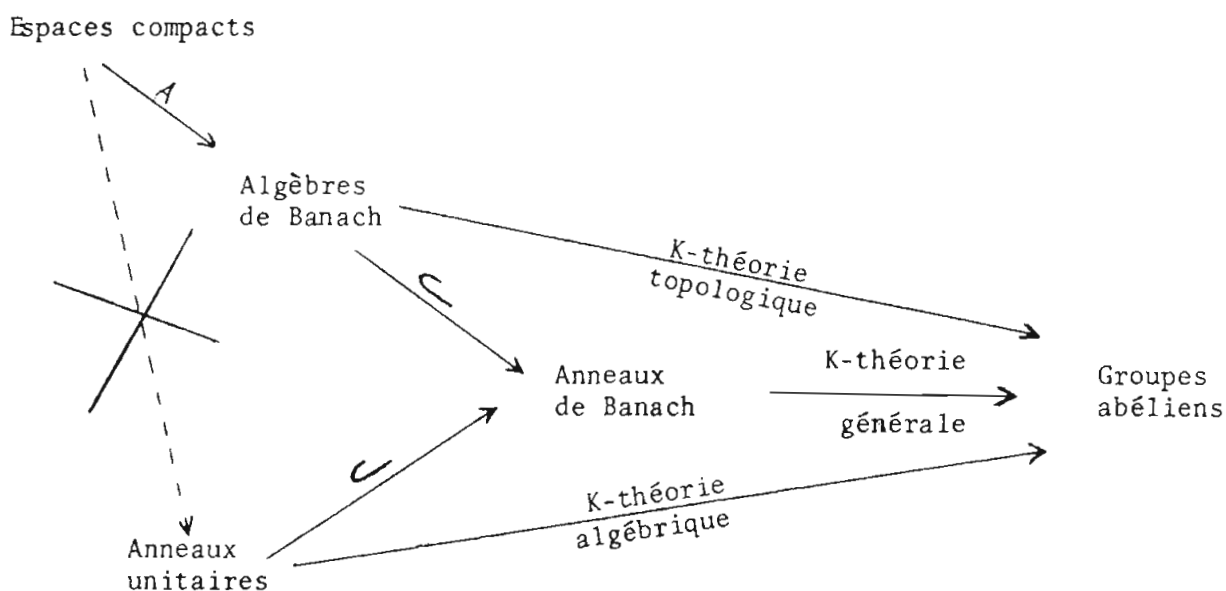 Espaces compacts
A
Algèbres
de Banach
K-théorie
topologique
⊂
Anneaux
de Banach
K-théorie
générale
Groupes
abéliens
⊂
K-théorie
algébrique
Anneaux
unitaires